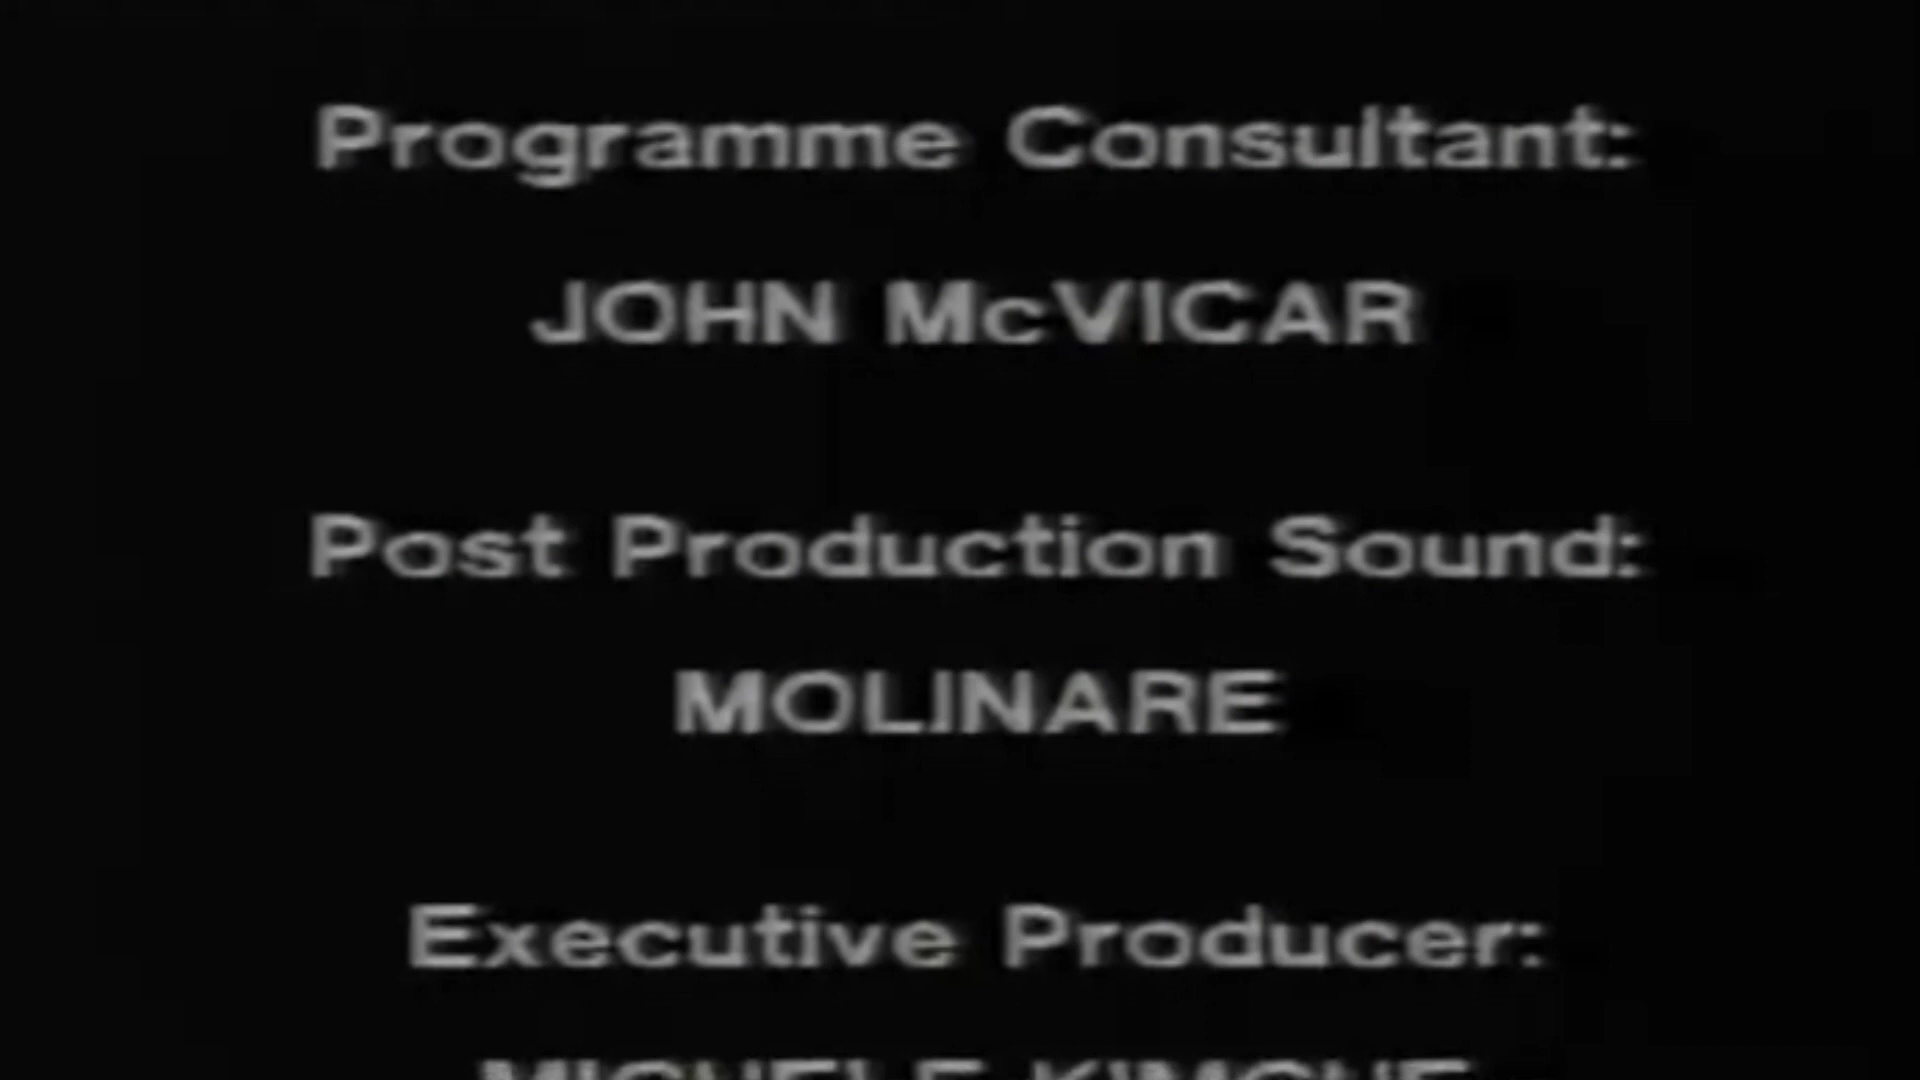 Programme Consultant:
JOHN McVICAR
Post Production Sound:
MOLINARE
Executive Producer: